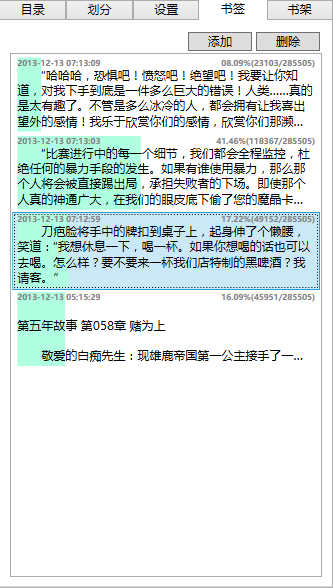 目录 划分 设置 书签 书架
添加 删除
2013-12-13 07:13:09 08.09%(23103/285505)
“哈哈哈，恐惧吧！愤怒吧！绝望吧！我要让你知
道，对我下手到底是一件多么巨大的错误！人类……真的
是太有趣了。不管是多么冰冷的人，都会拥有让我喜出
望外的感情！我乐于欣赏你们的感情，欣赏你们那濒...
2013-12-13 07:13:03 41.46%(118367/285505)
“比赛进行中的每一个细节，我们都会全程监控，杜
绝任何的暴力手段的发生。如果有谁使用暴力，那么那
个人将会被直接踢出局，承担失败者的下场。即使那个
人真的神通广大，在我们的眼皮底下偷了您的魔晶卡...
2013-12-13 07:12:59 17.22%(49152/285505)
刀疤脸将手中的牌扣到桌子上，起身伸了个懒腰，
笑道：“我想休息一下，喝一杯。如果你想喝的话也可以
去喝。怎么样？要不要来一杯我们店特制的黑啤酒？我
请客。”
2013-12-13 05:15:29 16.09%(45951/285505)
第五年故事 第058章 赌为上
敬爱的白痴先生：现雄鹿帝国第一公主接手了一...